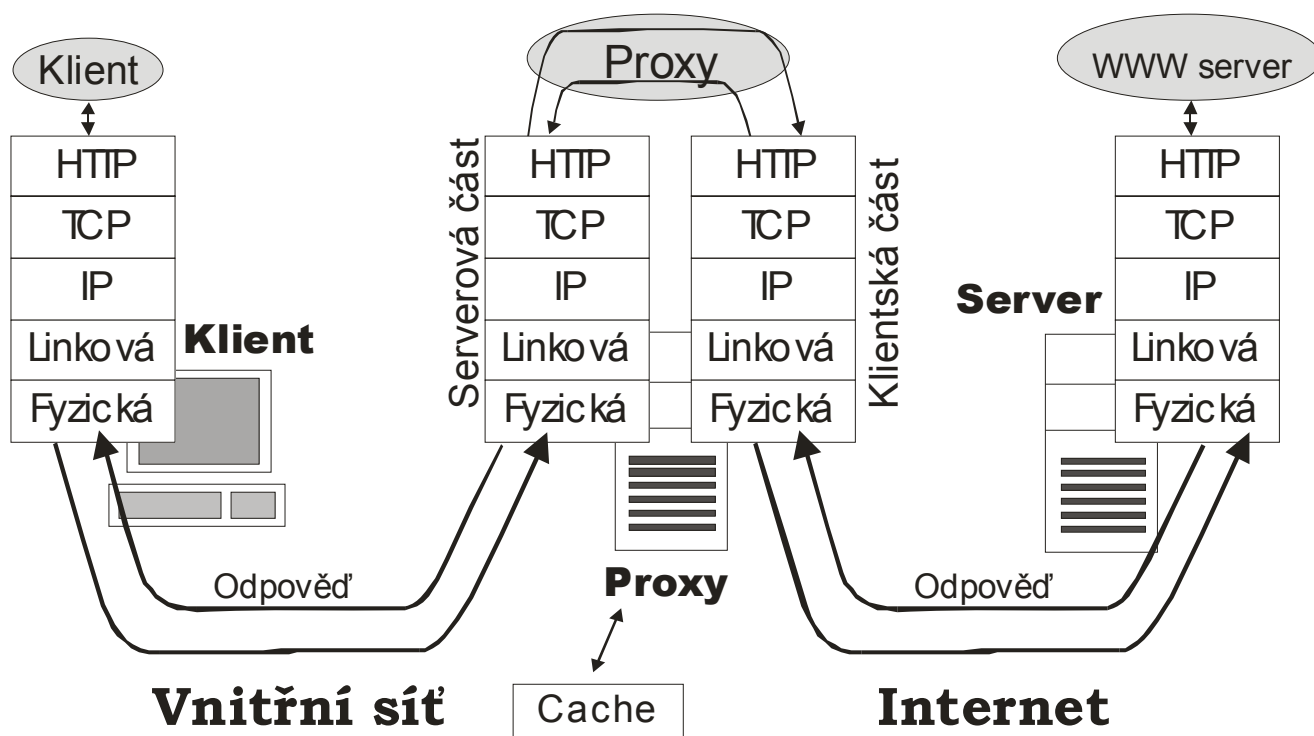 Klient
Proxy
WWW server
HTTP
TCP
IP
Linková
Fyzická
Klient
Serverová část
HTTP
TCP
IP
Linková
Fyzická
HTTP
TCP
IP
Linková
Fyzická
Klientská část
Server
HTTP
TCP
IP
Linková
Fyzická
Odpověď
Proxy
Odpověď
Vnitřní síť
Cache
Internet